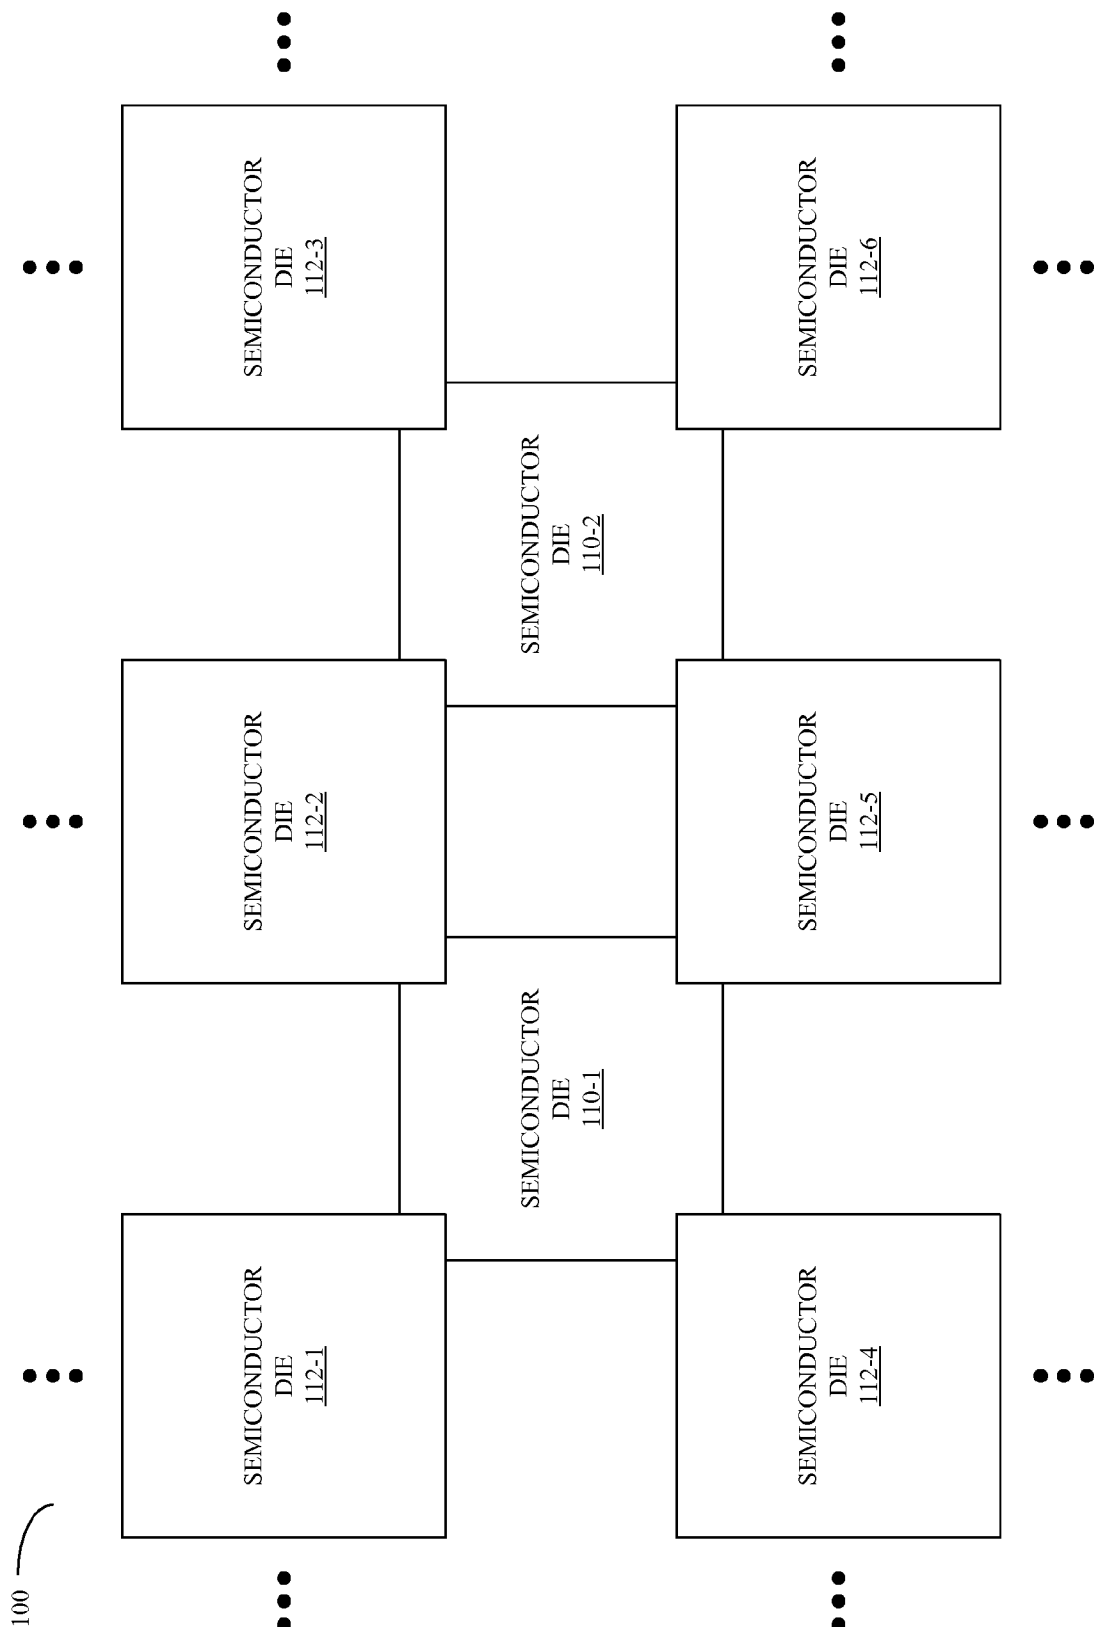 100
SEMICONDUCTOR
DIE
112-1
SEMICONDUCTOR
DIE
112-2
SEMICONDUCTOR
DIE
112-3
SEMICONDUCTOR
DIE
110-1
SEMICONDUCTOR
DIE
110-2
SEMICONDUCTOR
DIE
112-4
SEMICONDUCTOR
DIE
112-5
SEMICONDUCTOR
DIE
112-6